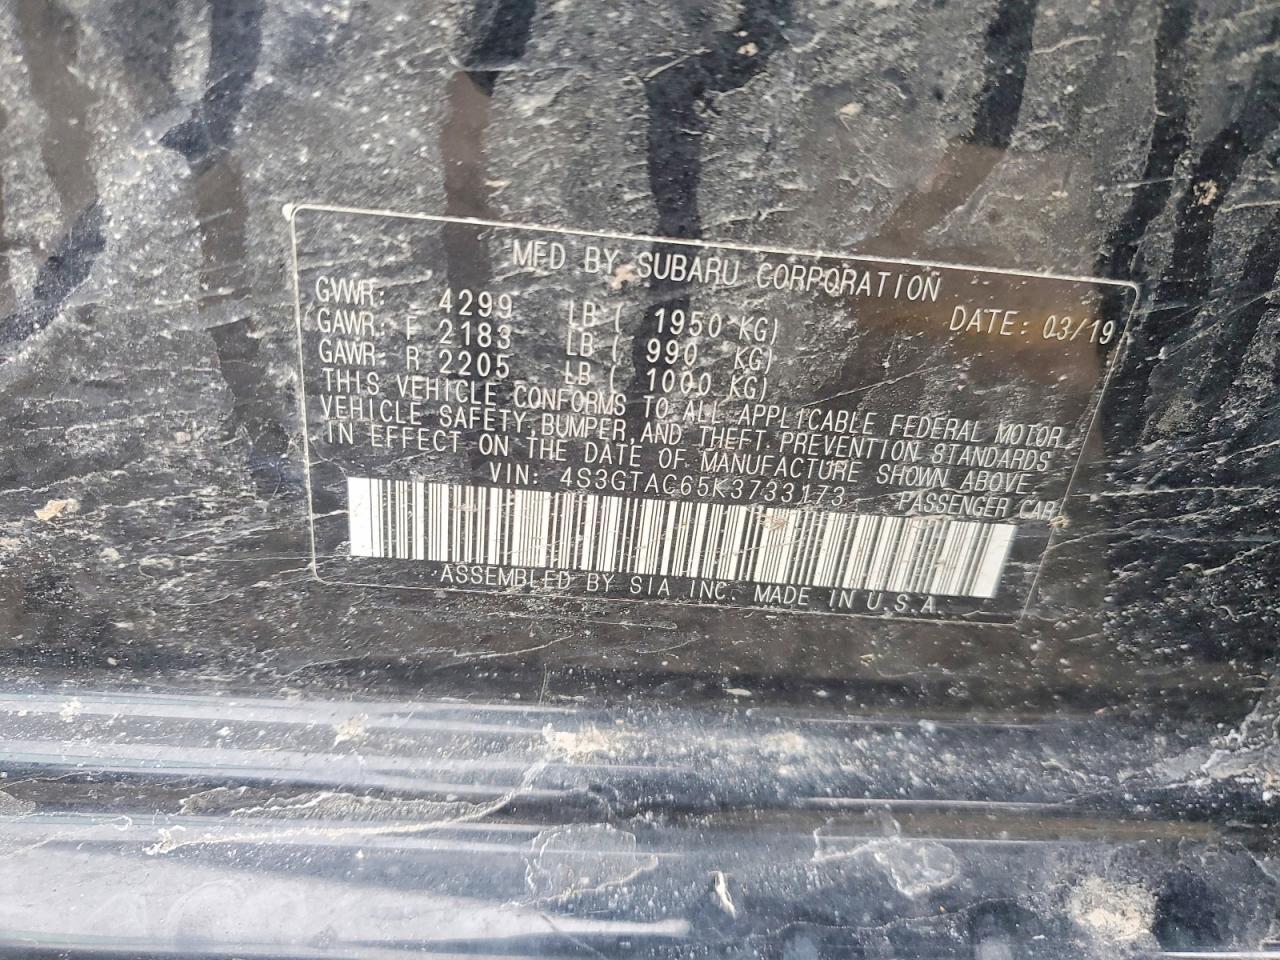 MFD BY SUBARU CORPORATION
GVWR: 4299 LB ( 1950 KG) DATE: 03/19
GAWR: F 2183 LB ( 990 KG)
GAWR: R 2205 LB ( 1000 KG)
THIS VEHICLE CONFORMS TO ALL APPLICABLE FEDERAL MOTOR
VEHICLE SAFETY, BUMPER, AND THEFT PREVENTION STANDARDS
IN EFFECT ON THE DATE OF MANUFACTURE SHOWN ABOVE
VIN: 4S3GTAC65K3733173 PASSENGER CAR
ASSEMBLED BY SIA INC. MADE IN U.S.A.